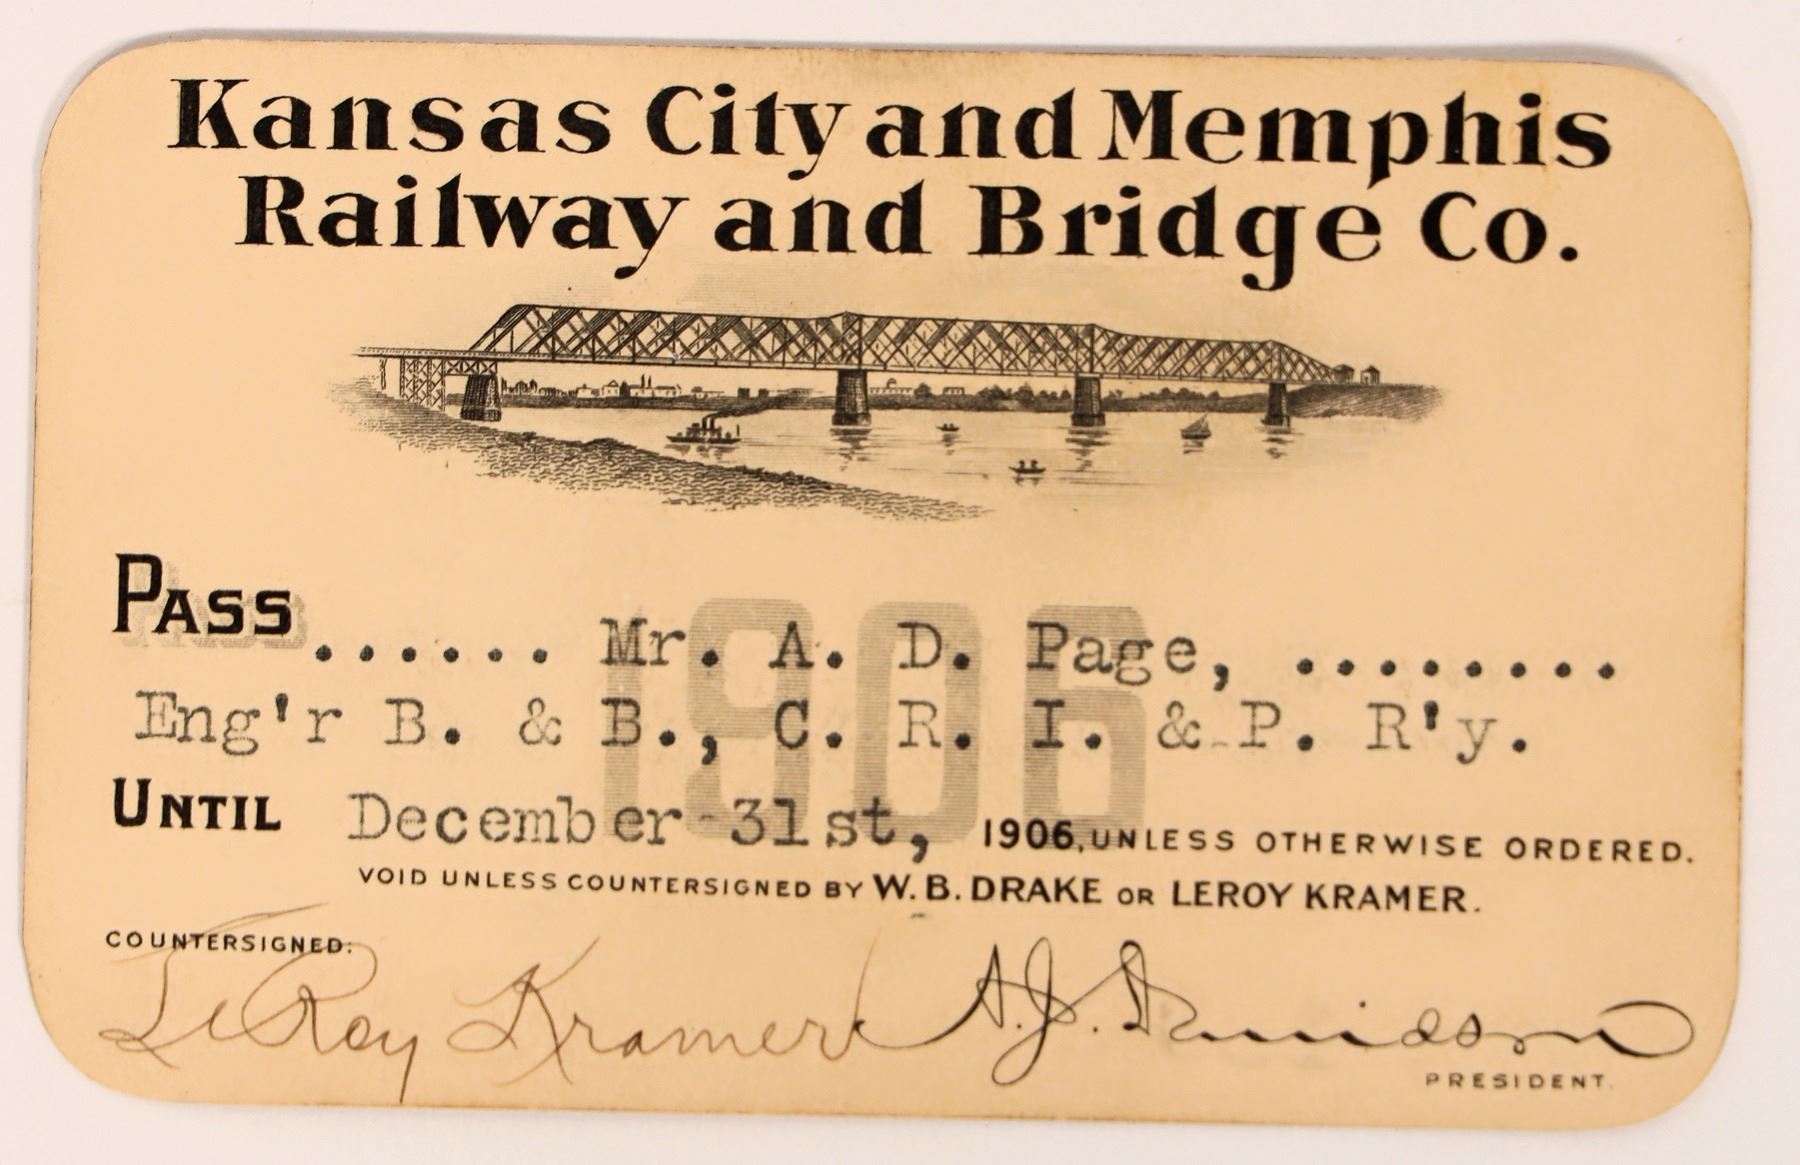 Kansas City and Memphis
Railway and Bridge Co.
PASS ...... Mr. A. D. Page, ........
1906
Eng'r B. & B., C. R. I. & P. R'y.
UNTIL December 31st, 1906, UNLESS OTHERWISE ORDERED.
VOID UNLESS COUNTERSIGNED BY W. B. DRAKE OR LEROY KRAMER.
COUNTERSIGNED:
LeRoy Kramer A. J. Davidson
PRESIDENT.